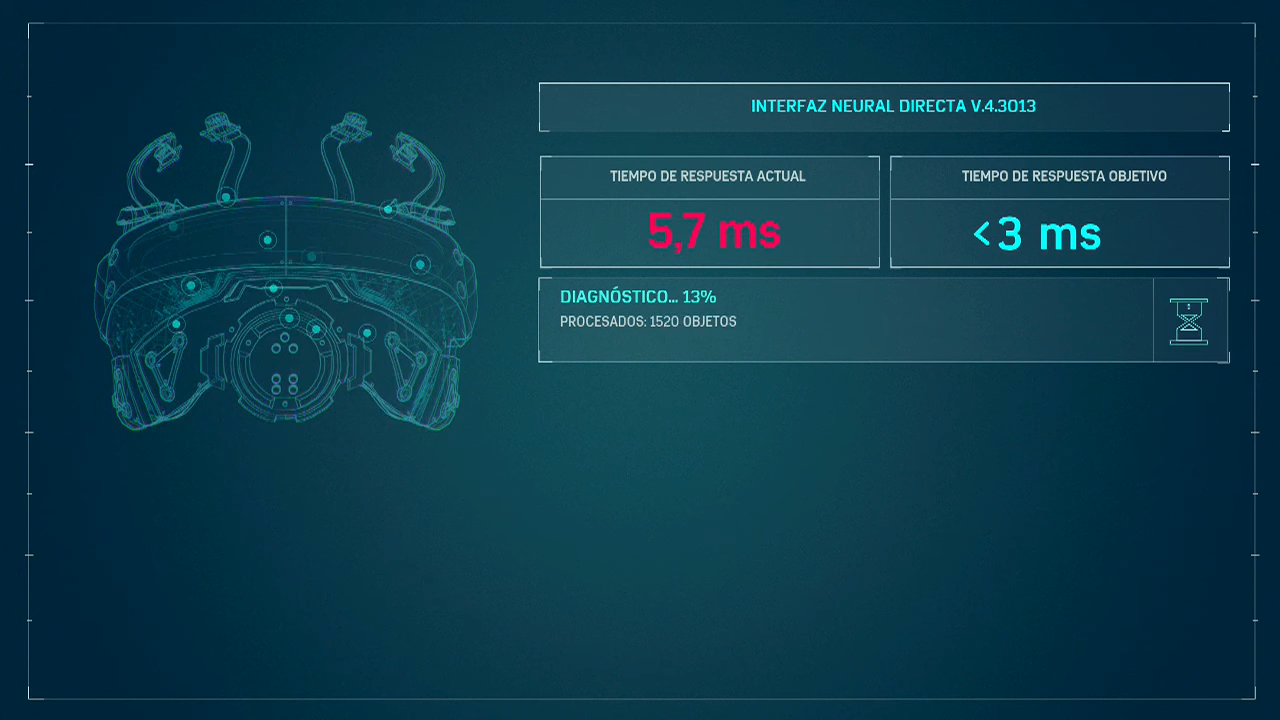 INTERFAZ NEURAL DIRECTA V.4.3013
TIEMPO DE RESPUESTA ACTUAL
5,7 ms
TIEMPO DE RESPUESTA OBJETIVO
<3 ms
DIAGNÓSTICO... 13%
PROCESADOS: 1520 OBJETOS